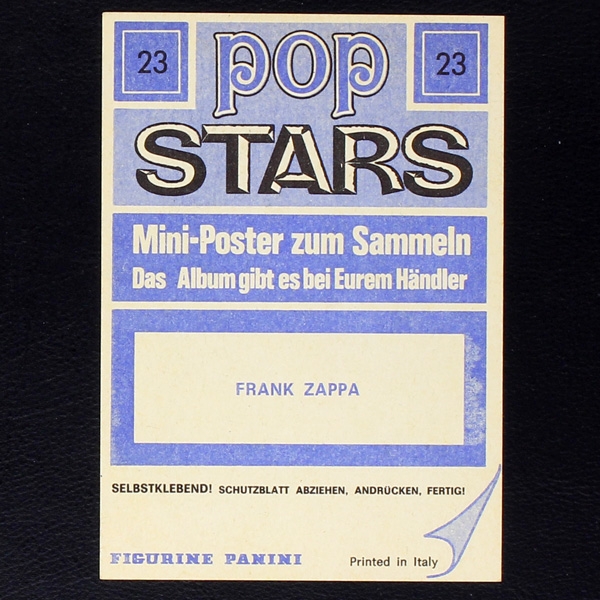 23 pop 23
STARS
Mini-Poster zum Sammeln
Das Album gibt es bei Eurem Händler
FRANK ZAPPA
SELBSTKLEBEND! SCHUTZBLATT ABZIEHEN, ANDRÜCKEN, FERTIG!
FIGURINE PANINI Printed in Italy